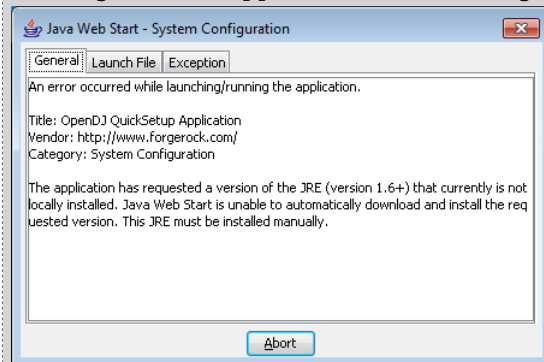 Java Web Start - System Configuration
General Launch File Exception
An error occurred while launching/running the application.
Title: OpenDJ QuickSetup Application
Vendor: http://www.forgerock.com/
Category: System Configuration
The application has requested a version of the JRE (version 1.6+) that currently is not
locally installed. Java Web Start is unable to automatically download and install the req
uested version. This JRE must be installed manually.
Abort